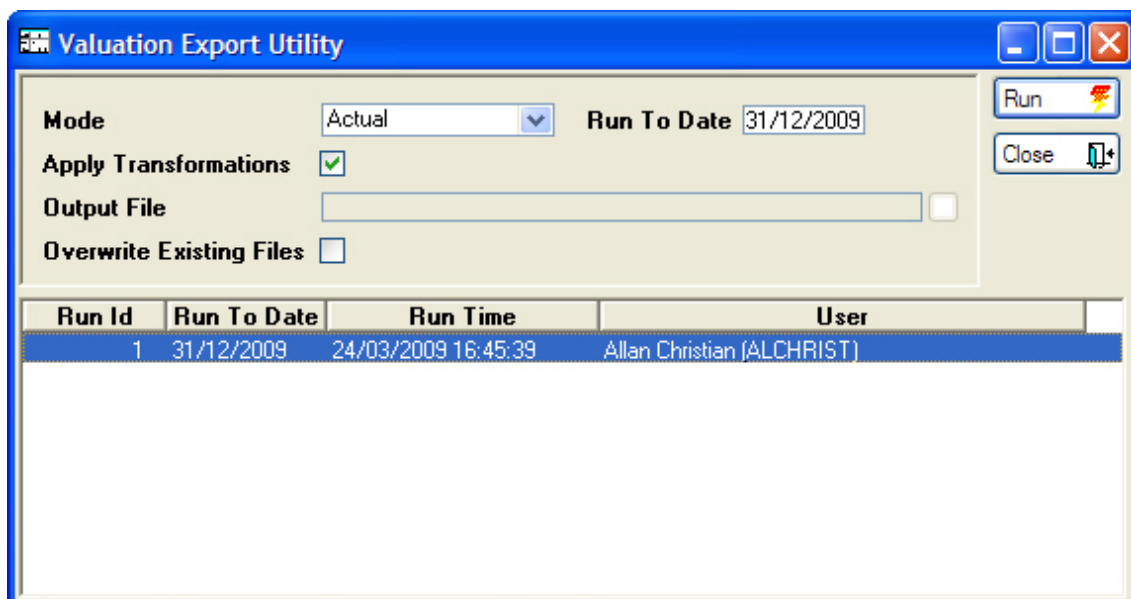 Valuation Export Utility
Mode Actual Run To Date 31/12/2009
Run
Apply Transformations
Close
Output File
Overwrite Existing Files
Run Id Run To Date Run Time User
1 31/12/2009 24/03/2009 16:45:39 Allan Christian (ALCHRIST)